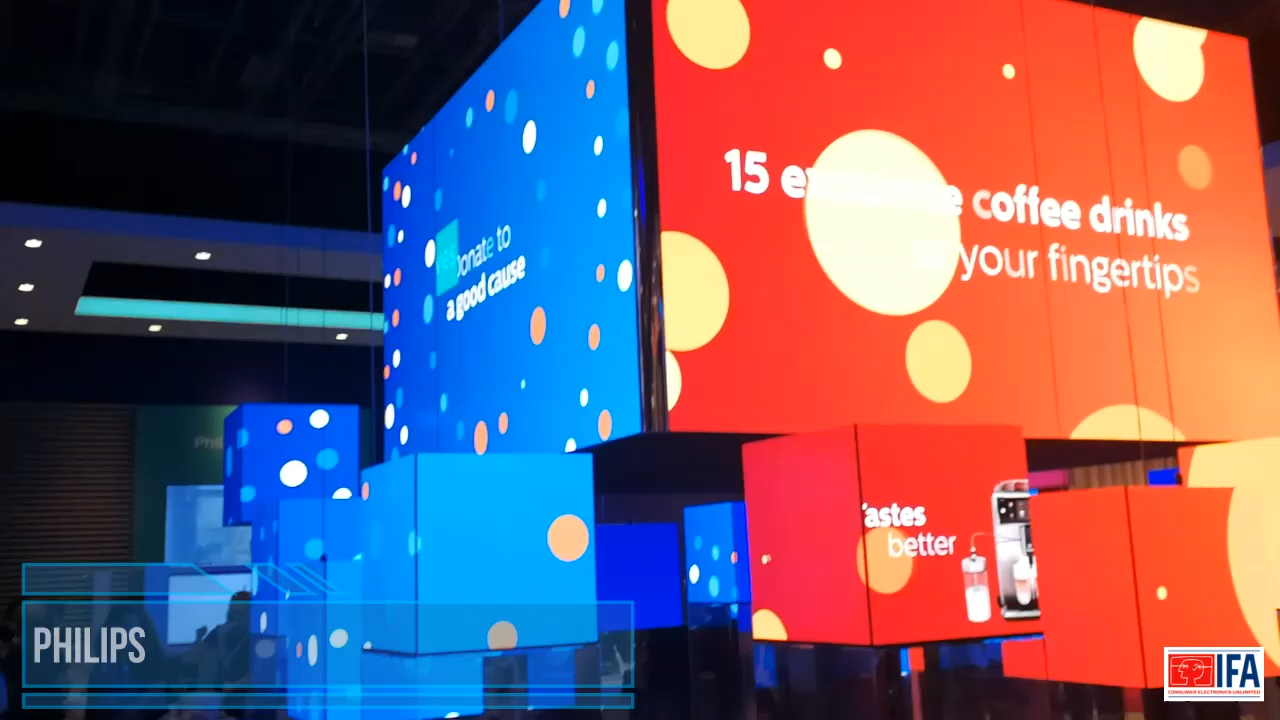 15 coffee drinks
your fingertips
Donate to
a good cause
Tastes
better
PHILIPS
IFA
CONSUMER ELECTRONICS UNLIMITED